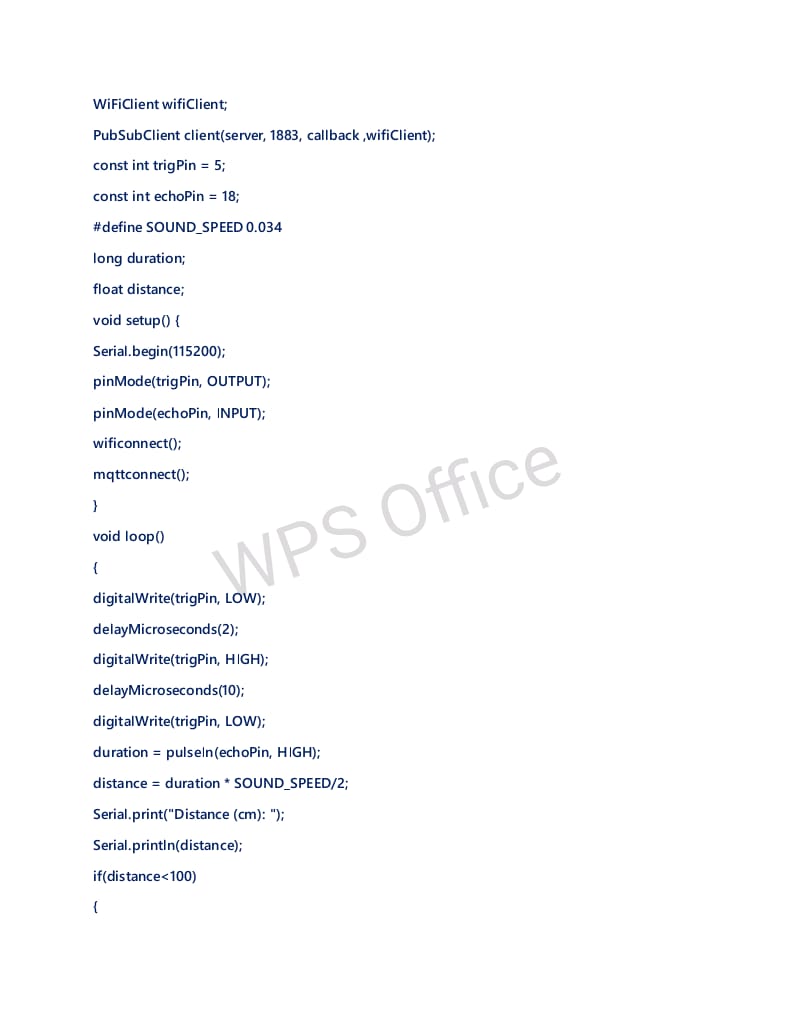 WiFiClient wifiClient;
PubSubClient client(server, 1883, callback ,wifiClient);
const int trigPin = 5;
const int echoPin = 18;
#define SOUND_SPEED 0.034
long duration;
float distance;
void setup() {
Serial.begin(115200);
pinMode(trigPin, OUTPUT);
pinMode(echoPin, INPUT);
wificonnect();
mqttconnect();
}
void loop()
{
digitalWrite(trigPin, LOW);
delayMicroseconds(2);
digitalWrite(trigPin, HIGH);
delayMicroseconds(10);
digitalWrite(trigPin, LOW);
duration = pulseIn(echoPin, HIGH);
distance = duration * SOUND_SPEED/2;
Serial.print("Distance (cm): ");
Serial.println(distance);
if(distance<100)
{
WPS Office